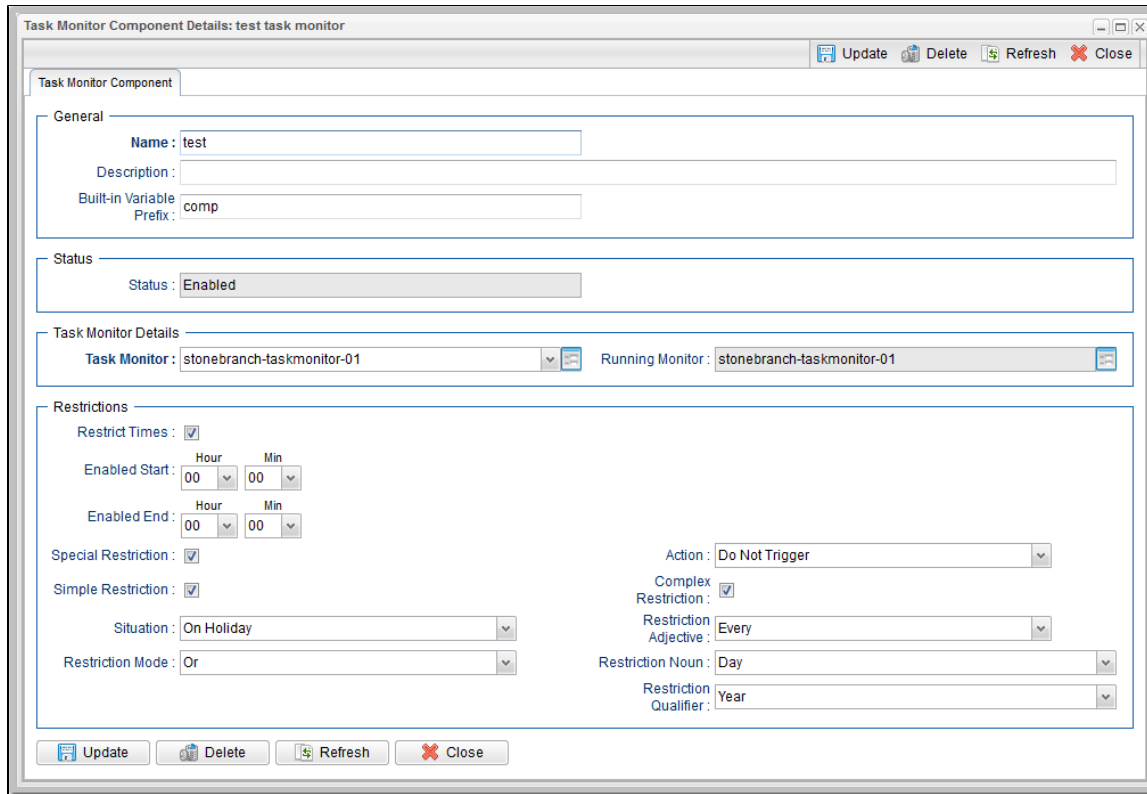 Task Monitor Component Details: test task monitor
Update Delete Refresh Close
Task Monitor Component
General
Name : test
Description :
Built-in Variable
Prefix : comp
Status
Status : Enabled
Task Monitor Details
Task Monitor : stonebranch-taskmonitor-01 Running Monitor : stonebranch-taskmonitor-01
Restrictions
Restrict Times :
Hour Min
Enabled Start : 00 00
Hour Min
Enabled End : 00 00
Special Restriction : Action : Do Not Trigger
Simple Restriction : Complex
Restriction :
Situation : On Holiday Restriction
Adjective : Every
Restriction Mode : Or Restriction Noun : Day
Restriction
Qualifier : Year
Update Delete Refresh Close